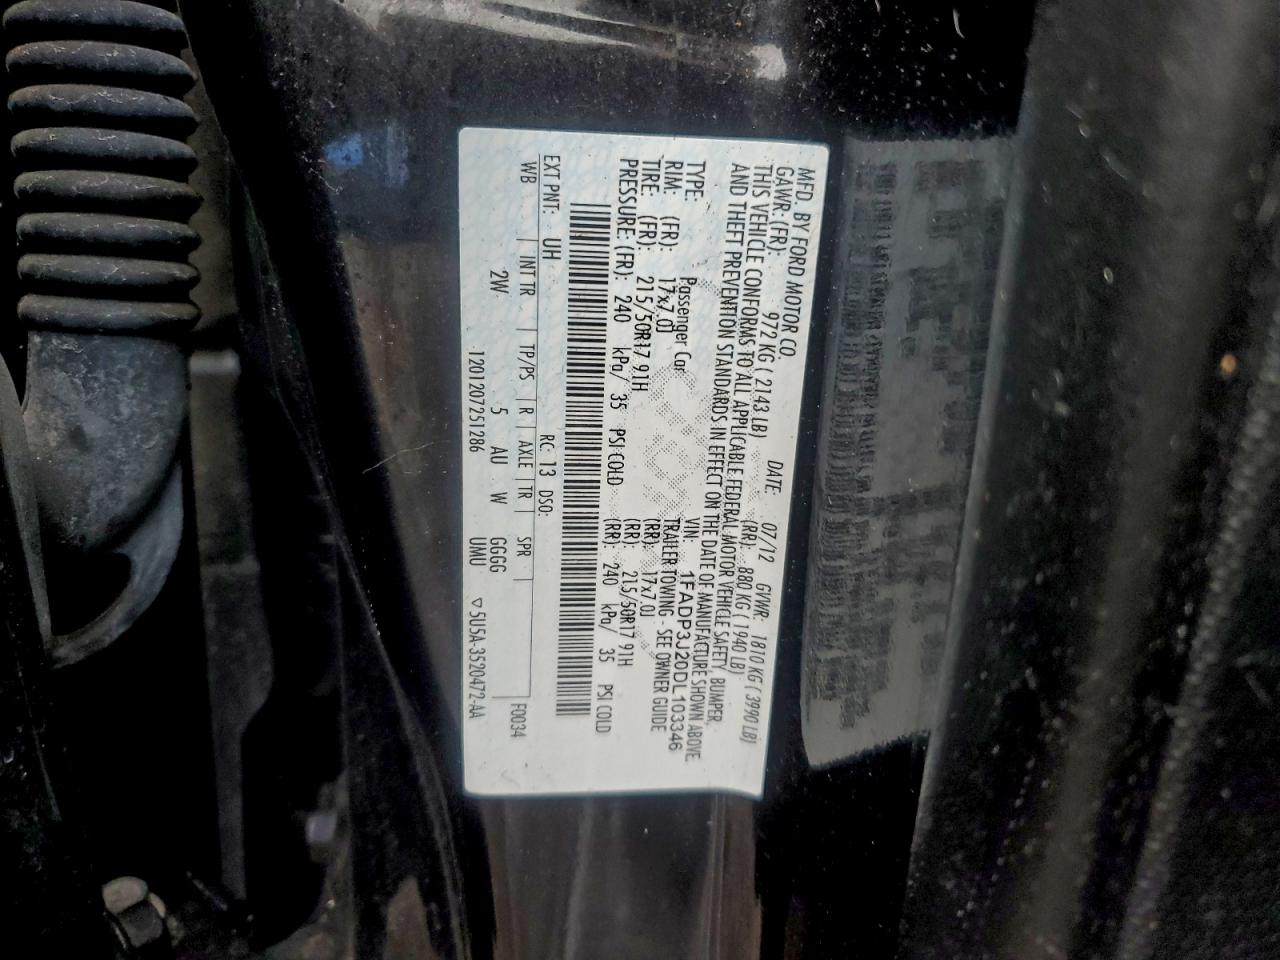 MFD. BY FORD MOTOR CO.
DATE: 07/12 GVWR: 1810 KG ( 3990 LB)
GAWR: (FR): 972 KG ( 2143 LB) (RR): 880 KG ( 1940 LB)
THIS VEHICLE CONFORMS TO ALL APPLICABLE FEDERAL MOTOR VEHICLE SAFETY, BUMPER,
AND THEFT PREVENTION STANDARDS IN EFFECT ON THE DATE OF MANUFACTURE SHOWN ABOVE
VIN: 1FADP3J20DL103346
TYPE: Passenger Car TRAILER TOWING - SEE OWNER GUIDE
RIM: (FR): 17x7.0J (RR): 17x7.0J
TIRE: (FR): 215/50R17 91H (RR) 215/50R17 91H
PRESSURE: (FR): 240 kPa/ 35 PSI COLD (RR): 240 kPa/ 35 PSI COLD
EXT PNT: UH RC: 13 DSO:
WB INT TR TP/PS R AXLE TR SPR F0034
2W 5 AU W GGGG
1201207251286 UMU ▽5U5A-3520472-AA